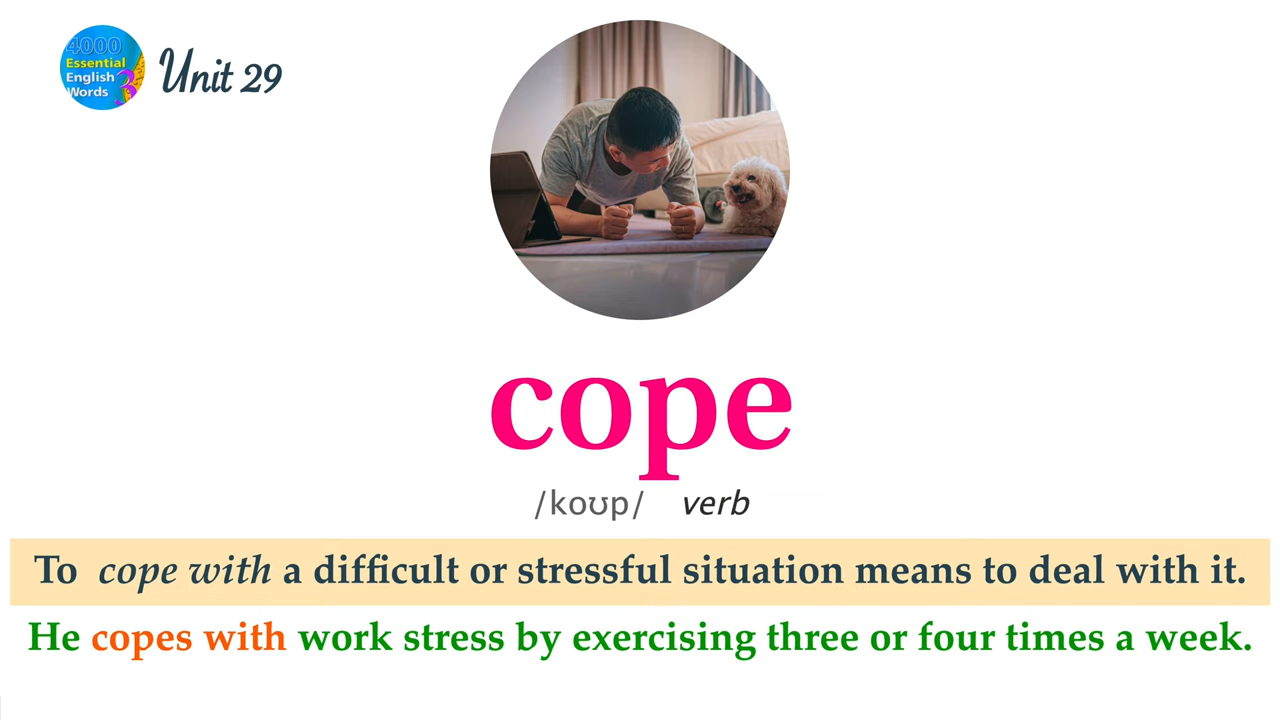 4000
Essential
English
Words 3
Unit 29
cope
/koʊp/ verb
To cope with a difficult or stressful situation means to deal with it.
He copes with work stress by exercising three or four times a week.